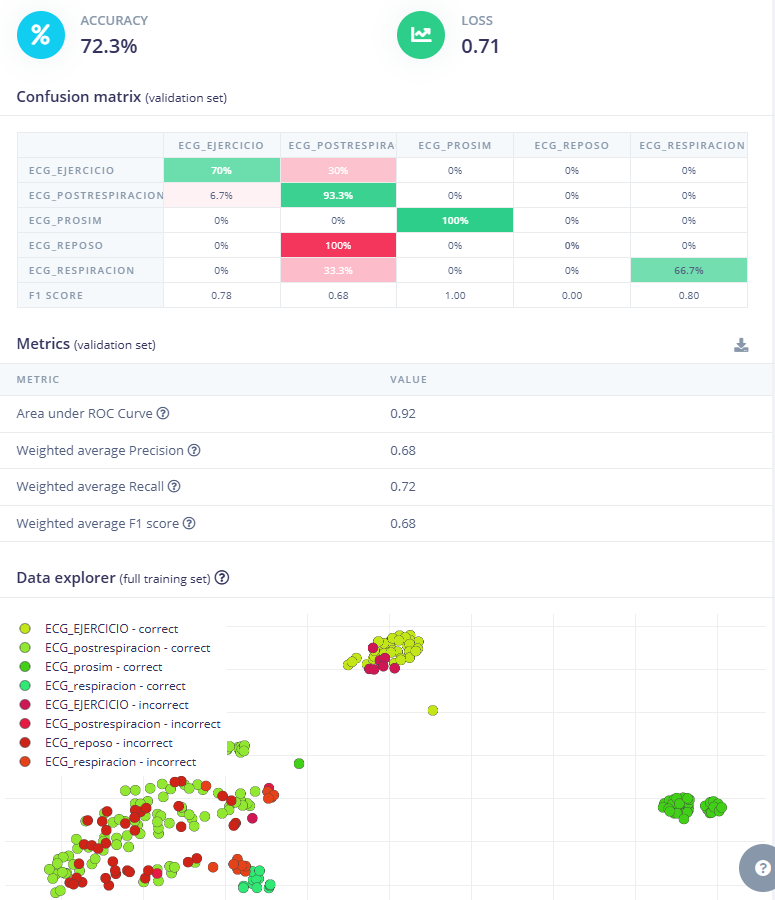 ACCURACY
72.3%
LOSS
0.71
Confusion matrix (validation set)
ECG_EJERCICIO ECG_POSTRESPIRA ECG_PROSIM ECG_REPOSO ECG_RESPIRACION
ECG_EJERCICIO 70% 30% 0% 0% 0%
ECG_POSTRESPIRACION 6.7% 93.3% 0% 0% 0%
ECG_PROSIM 0% 0% 100% 0% 0%
ECG_REPOSO 0% 100% 0% 0% 0%
ECG_RESPIRACION 0% 33.3% 0% 0% 66.7%
F1 SCORE 0.78 0.68 1.00 0.00 0.80
Metrics (validation set)
METRIC VALUE
Area under ROC Curve ? 0.92
Weighted average Precision ? 0.68
Weighted average Recall ? 0.72
Weighted average F1 score ? 0.68
Data explorer (full training set) ?
ECG_EJERCICIO - correct
ECG_postrespiracion - correct
ECG_prosim - correct
ECG_respiracion - correct
ECG_EJERCICIO - incorrect
ECG_postrespiracion - incorrect
ECG_reposo - incorrect
ECG_respiracion - incorrect
?